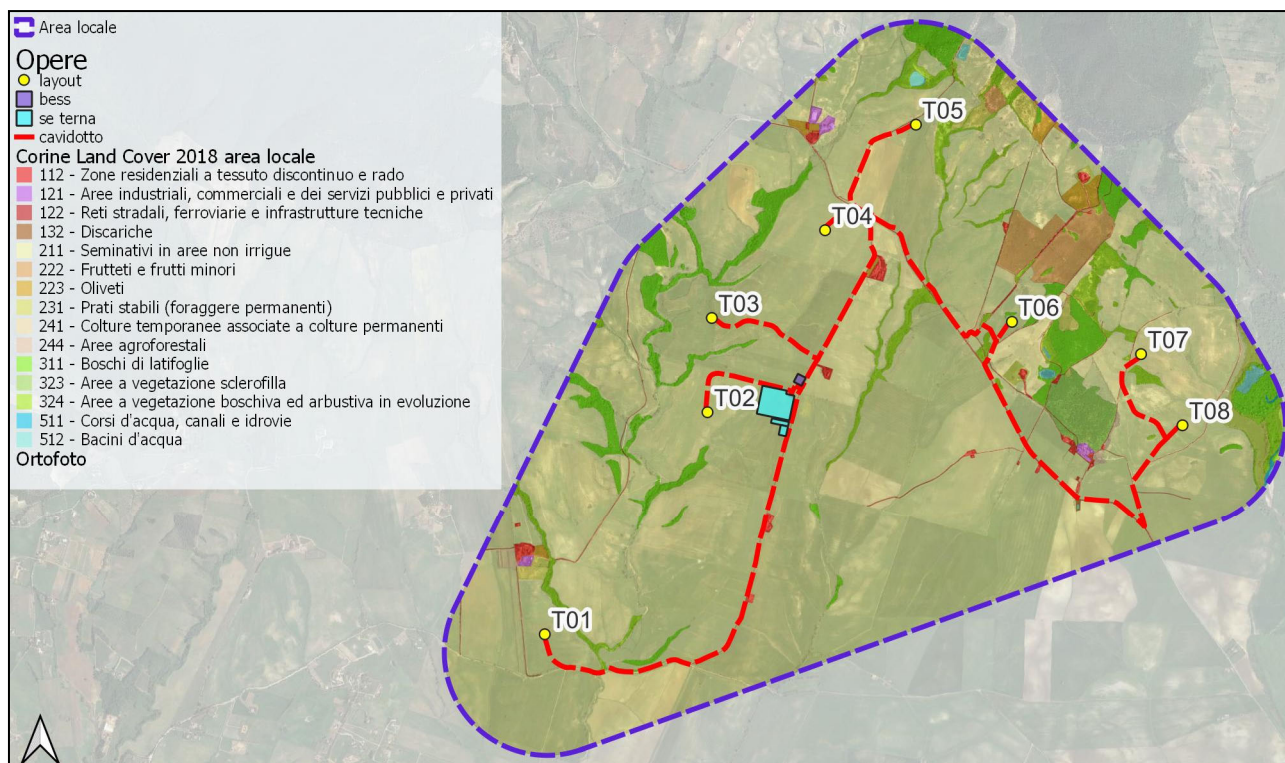 Area locale
Opere
layout
bess
se terna
cavidotto
Corine Land Cover 2018 area locale
112 - Zone residenziali a tessuto discontinuo e rado
121 - Aree industriali, commerciali e dei servizi pubblici e privati
122 - Reti stradali, ferroviarie e infrastrutture tecniche
132 - Discariche
211 - Seminativi in aree non irrigue
222 - Frutteti e frutti minori
223 - Oliveti
231 - Prati stabili (foraggere permanenti)
241 - Colture temporanee associate a colture permanenti
244 - Aree agroforestali
311 - Boschi di latifoglie
323 - Aree a vegetazione sclerofilla
324 - Aree a vegetazione boschiva ed arbustiva in evoluzione
511 - Corsi d'acqua, canali e idrovie
512 - Bacini d'acqua
Ortofoto
T05
T04
T03
T06
T07
T02
T08
T01